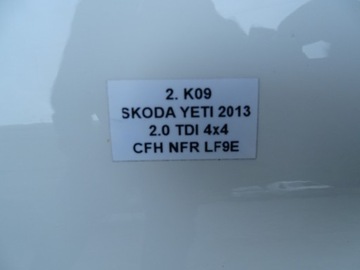 2. K09
SKODA YETI 2013
2.0 TDI 4x4
CFH NFR LF9E